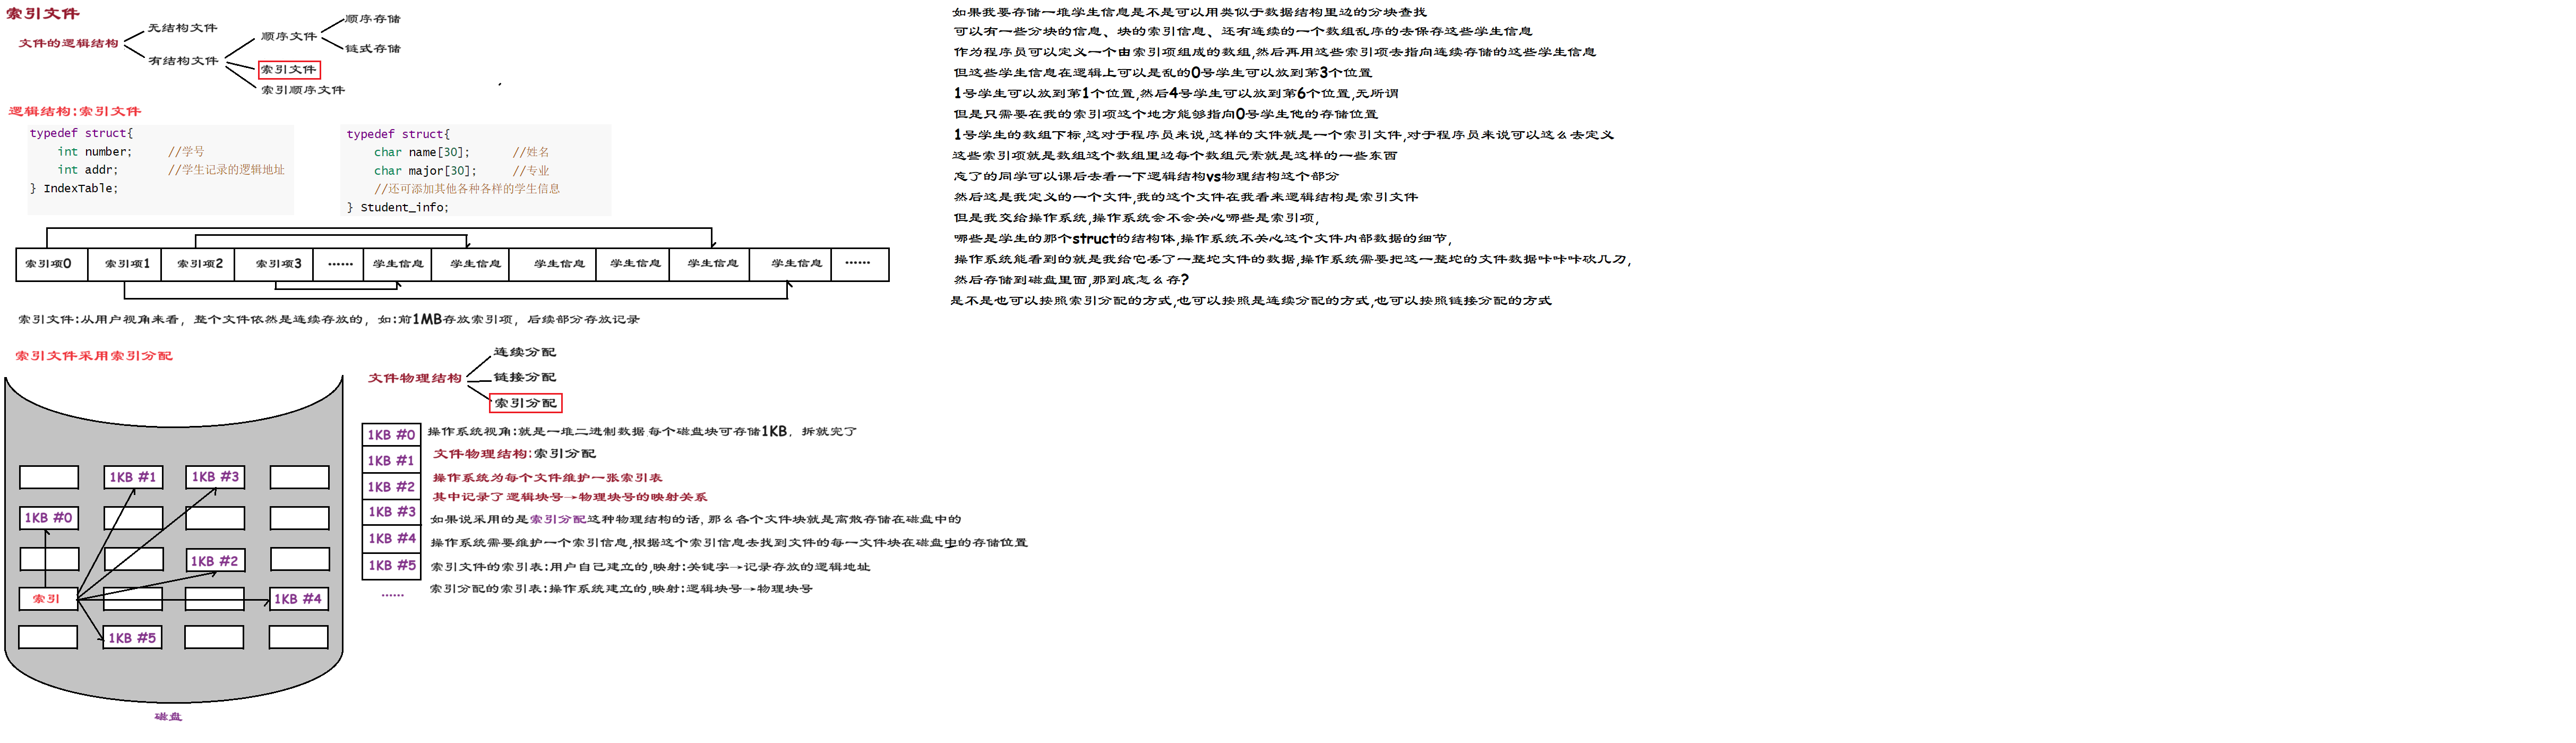 索引文件
文件的逻辑结构
无结构文件
有结构文件
顺序文件
索引文件
索引顺序文件
顺序存储
链式存储
逻辑结构:索引文件
typedef struct{
int number; //学号
int addr; //学生记录的逻辑地址
} IndexTable;
typedef struct{
char name[30]; //姓名
char major[30]; //专业
//还可添加其他各种各样的学生信息
} Student_info;
索引项0 索引项1 索引项2 索引项3 …… 学生信息 学生信息 学生信息 学生信息 学生信息 学生信息 ……
索引文件:从用户视角来看，整个文件依然是连续存放的，如:前1MB存放索引项，后续部分存放记录
索引文件采用索引分配
文件物理结构
连续分配
链接分配
索引分配
1KB #1 1KB #3
1KB #0
1KB #2
索引 1KB #4
1KB #5
磁盘
1KB #0
1KB #1
1KB #2
1KB #3
1KB #4
1KB #5
……
操作系统视角:就是一堆二进制数据 每个磁盘块可存储1KB，拆就完了
文件物理结构:索引分配
操作系统为每个文件维护一张索引表
其中记录了 逻辑块号→物理块号的映射关系
如果说采用的是索引分配这种物理结构的话,那么各个文件块就是离散存储在磁盘中的
操作系统需要维护一个索引信息,根据这个索引信息去找到文件的每一文件块在磁盘中的存储位置
索引文件的索引表:用户自己建立的,映射:关键字→记录存放的逻辑地址
索引分配的索引表:操作系统建立的,映射:逻辑块号→物理块号
如果我要存储一堆学生信息是不是可以用类似于数据结构里边的分块查找
可以有一些分块的信息、块的索引信息、还有连续的一个数组乱序的去保存这些学生信息
作为程序员可以定义一个由索引项组成的数组,然后再用这些索引项去指向连续存储的这些学生信息
但这些学生信息在逻辑上可以是乱的0号学生可以放到第3个位置
1号学生可以放到第1个位置,然后4号学生可以放到第6个位置,无所谓
但是只需要在我的索引项这个地方能够指向0号学生他的存储位置
1号学生的数组下标,这对于程序员来说,这样的文件就是一个索引文件,对于程序员来说可以这么去定义
这些索引项就是数组这个数组里边每个数组元素就是这样的一些东西
忘了的同学可以课后去看一下逻辑结构vs物理结构这个部分
然后这是我定义的一个文件,我的这个文件在我看来逻辑结构是索引文件
但是我交给操作系统,操作系统会不会关心哪些是索引项,
哪些是学生的那个struct的结构体,操作系统不关心这个文件内部数据的细节,
操作系统能看到的就是我给它丢了一整坨文件的数据,操作系统需要把这一整坨的文件数据咔咔咔砍几刀,
然后存储到磁盘里面,那到底怎么存?
是不是也可以按照索引分配的方式,也可以按照是连续分配的方式,也可以按照链接分配的方式